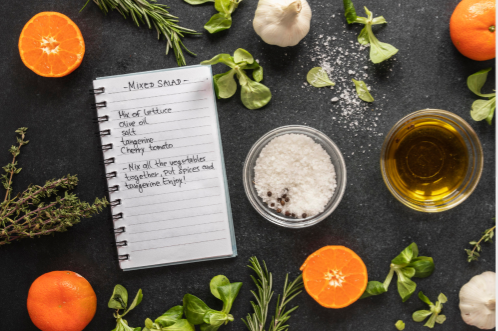 -Mixed SALAD-
Mix of lettuce
Olive oil
salt
tangerine
Cherry tomato
-Mix all the vegetables
together, put spices and
tangerine Enjoy!